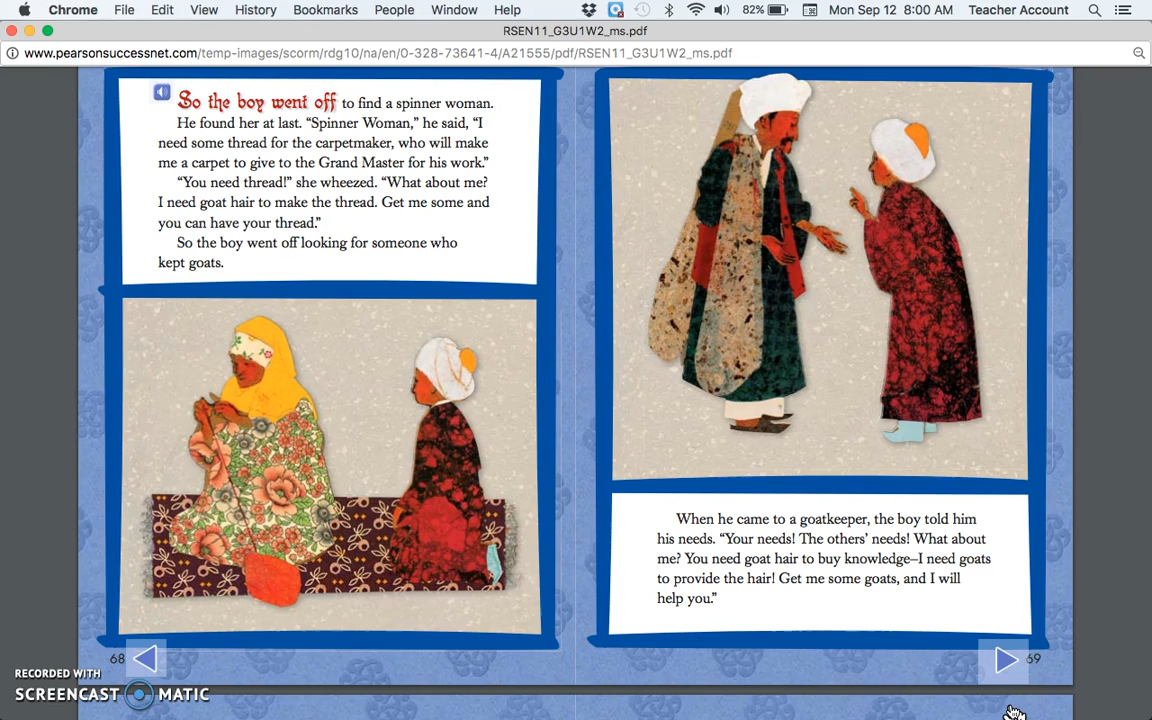 Chrome File Edit View History Bookmarks People Window Help 82% Mon Sep 12 8:00 AM Teacher Account
RSEN11_G3U1W2_ms.pdf
www.pearsonsuccessnet.com/temp-images/scorm/rdg10/na/en/0-328-73641-4/A21555/pdf/RSEN11_G3U1W2_ms.pdf
So the boy went off to find a spinner woman.
He found her at last. “Spinner Woman,” he said, “I
need some thread for the carpetmaker, who will make
me a carpet to give to the Grand Master for his work.”
“You need thread!” she wheezed. “What about me?
I need goat hair to make the thread. Get me some and
you can have your thread.”
So the boy went off looking for someone who
kept goats.
68
When he came to a goatkeeper, the boy told him
his needs. “Your needs! The others’ needs! What about
me? You need goat hair to buy knowledge–I need goats
to provide the hair! Get me some goats, and I will
help you.”
69
RECORDED WITH
SCREENCAST MATIC